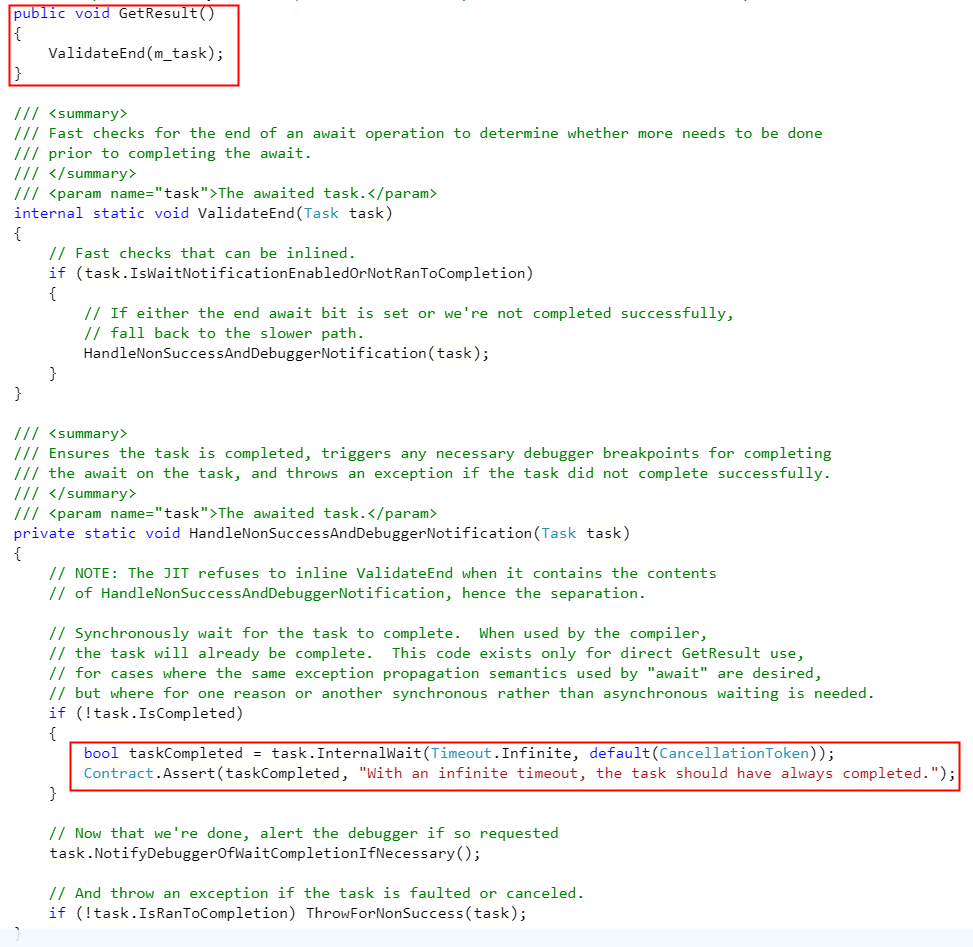 public void GetResult()
{
    ValidateEnd(m_task);
}

/// <summary>
/// Fast checks for the end of an await operation to determine whether more needs to be done
/// prior to completing the await.
/// </summary>
/// <param name="task">The awaited task.</param>
internal static void ValidateEnd(Task task)
{
    // Fast checks that can be inlined.
    if (task.IsWaitNotificationEnabledOrNotRanToCompletion)
    {
        // If either the end await bit is set or we're not completed successfully,
        // fall back to the slower path.
        HandleNonSuccessAndDebuggerNotification(task);
    }
}

/// <summary>
/// Ensures the task is completed, triggers any necessary debugger breakpoints for completing
/// the await on the task, and throws an exception if the task did not complete successfully.
/// </summary>
/// <param name="task">The awaited task.</param>
private static void HandleNonSuccessAndDebuggerNotification(Task task)
{
    // NOTE: The JIT refuses to inline ValidateEnd when it contains the contents
    // of HandleNonSuccessAndDebuggerNotification, hence the separation.

    // Synchronously wait for the task to complete.  When used by the compiler,
    // the task will already be complete.  This code exists only for direct GetResult use,
    // for cases where the same exception propagation semantics used by "await" are desired,
    // but where for one reason or another synchronous rather than asynchronous waiting is needed.
    if (!task.IsCompleted)
    {
        bool taskCompleted = task.InternalWait(Timeout.Infinite, default(CancellationToken));
        Contract.Assert(taskCompleted, "With an infinite timeout, the task should have always completed.");
    }

    // Now that we're done, alert the debugger if so requested
    task.NotifyDebuggerOfWaitCompletionIfNecessary();

    // And throw an exception if the task is faulted or canceled.
    if (!task.IsRanToCompletion) ThrowForNonSuccess(task);
}